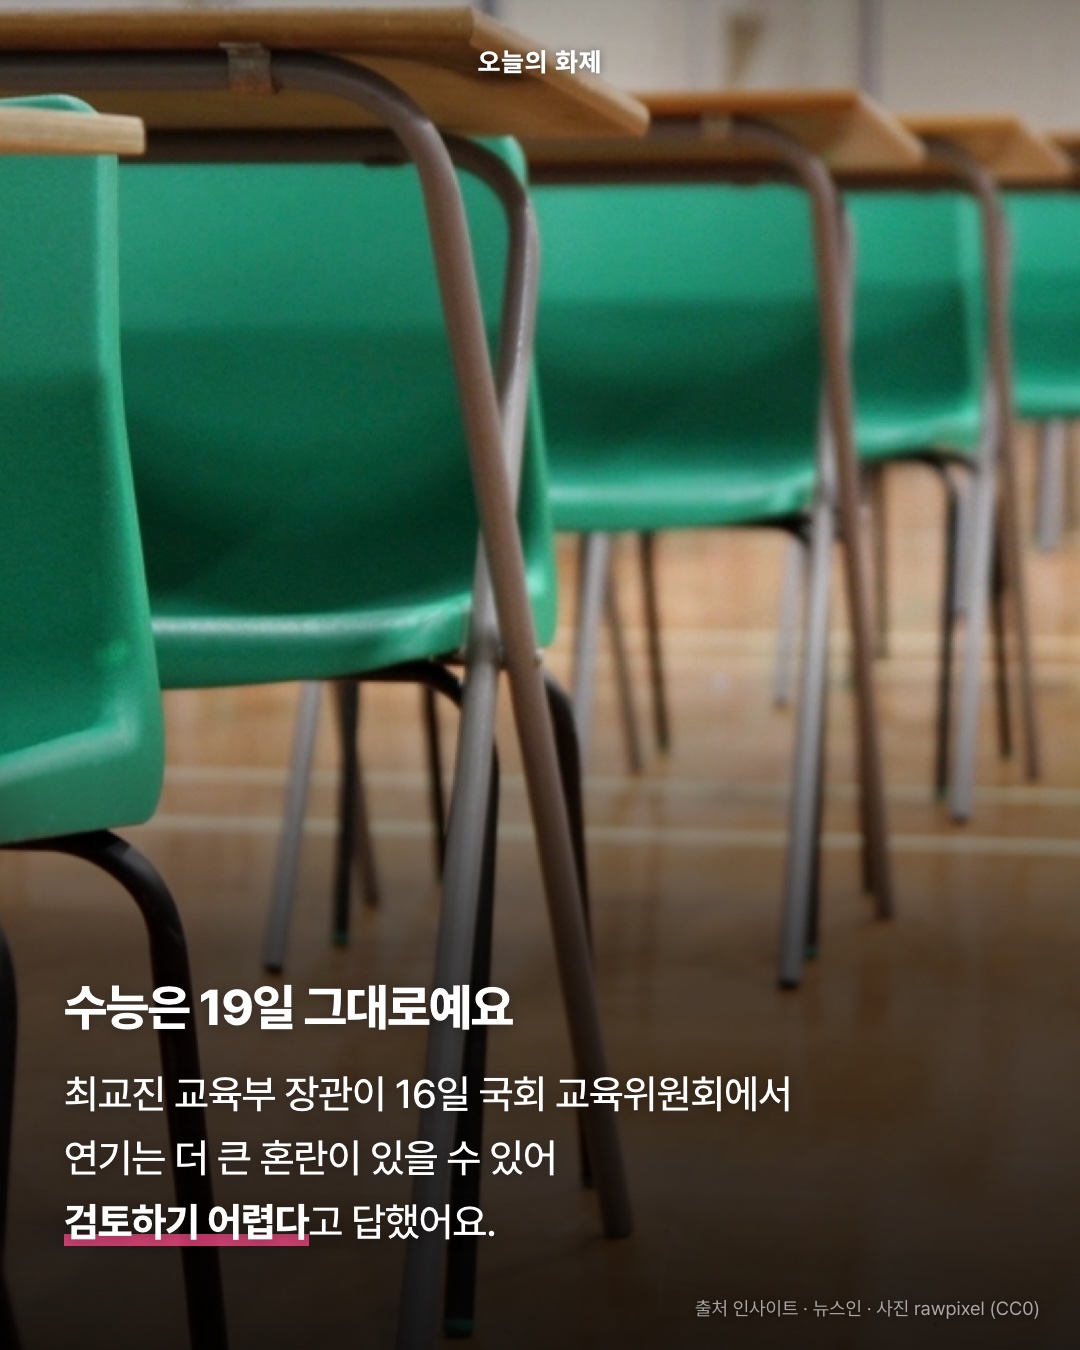 오늘의 화제
수능은 19일 그대로예요
최교진 교육부 장관이 16일 국회 교육위원회에서
연기는 더 큰 혼란이 있을 수 있어
검토하기 어렵다고 답했어요.
출처 인사이트 · 뉴스인 · 사진 rawpixel (CC0)